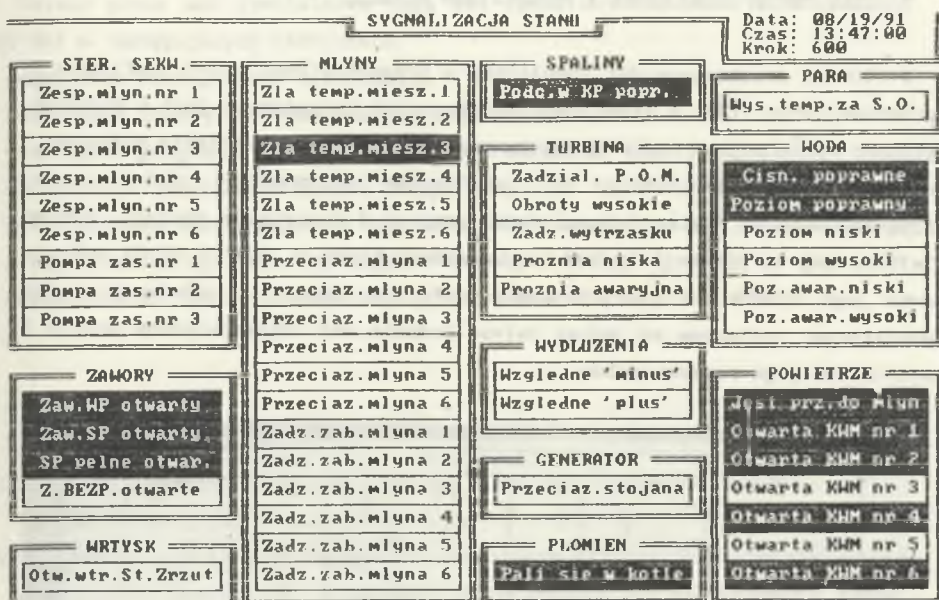 SYGNALIZACJA STANU
Data: 08/19/91
Czas: 13:47:00
Krok: 600
STER. SEKW.
Zesp.mlyn.nr 1
Zesp.mlyn.nr 2
Zesp.mlyn.nr 3
Zesp.mlyn.nr 4
Zesp.mlyn.nr 5
Zesp.mlyn.nr 6
Pompa zas.nr 1
Pompa zas.nr 2
Pompa zas.nr 3
ZAWORY
Zaw.WP otwarty
Zaw.SP otwarty
SP pelne otwar.
Z.BEZP.otwarte
WRTYSK
Otw.wtr.St.Zrzut
MLYNY
Zla temp.miesz.1
Zla temp.miesz.2
Zla temp.miesz.3
Zla temp.miesz.4
Zla temp.miesz.5
Zla temp.miesz.6
Przeciaz.mlyna 1
Przeciaz.mlyna 2
Przeciaz.mlyna 3
Przeciaz.mlyna 4
Przeciaz.mlyna 5
Przeciaz.mlyna 6
Zadz.zab.mlyna 1
Zadz.zab.mlyna 2
Zadz.zab.mlyna 3
Zadz.zab.mlyna 4
Zadz.zab.mlyna 5
Zadz.zab.mlyna 6
SPALINY
Podc.w KP popr.
TURBINA
Zadzial. P.O.M.
Obroty wysokie
Zadz.wytrzasku
Proznia niska
Proznia awaryjna
WYDLUZENIA
Wzgledne 'minus'
Wzgledne 'plus'
GENERATOR
Przeciaz.stojana
PLOMIEN
Pali sie w kotle
PARA
Wys.temp.za S.O.
WODA
Cisn. poprawne
Poziom poprawny
Poziom niski
Poziom wysoki
Poz.awar.niski
Poz.awar.wysoki
POWIETRZE
Jest prz.do mlyn
Otwarta KWM nr 1
Otwarta KWM nr 2
Otwarta KWM nr 3
Otwarta KWM nr 4
Otwarta KWM nr 5
Otwarta KWM nr 6